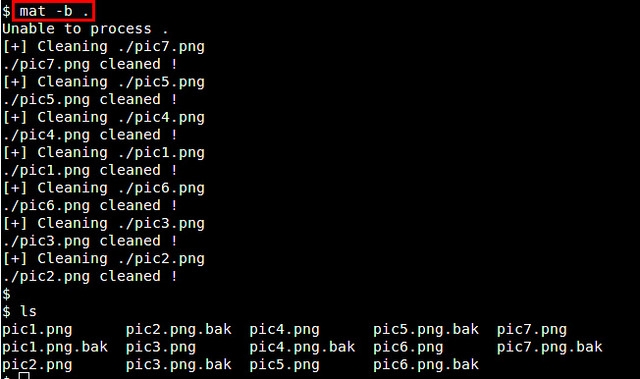 $ mat -b .
Unable to process .
[+] Cleaning ./pic7.png
./pic7.png cleaned !
[+] Cleaning ./pic5.png
./pic5.png cleaned !
[+] Cleaning ./pic4.png
./pic4.png cleaned !
[+] Cleaning ./pic1.png
./pic1.png cleaned !
[+] Cleaning ./pic6.png
./pic6.png cleaned !
[+] Cleaning ./pic3.png
./pic3.png cleaned !
[+] Cleaning ./pic2.png
./pic2.png cleaned !
$
$ ls
pic1.png pic2.png.bak pic4.png pic5.png.bak pic7.png
pic1.png.bak pic3.png pic4.png.bak pic6.png pic7.png.bak
pic2.png pic3.png.bak pic5.png pic6.png.bak
$